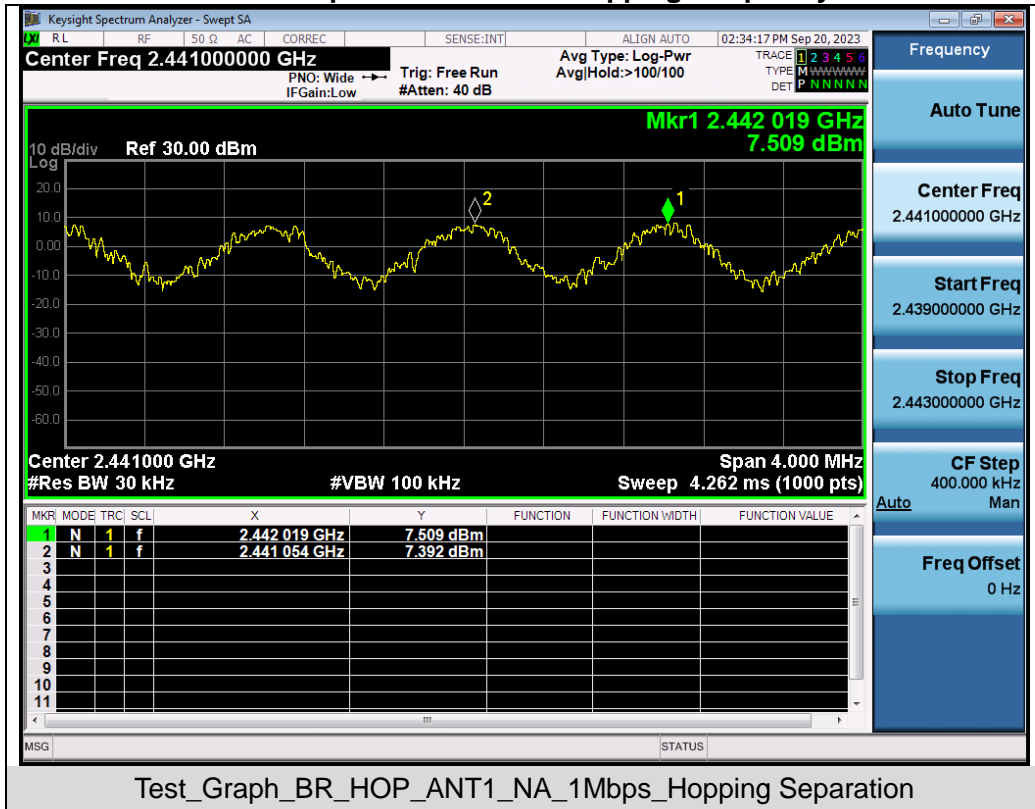 Keysight Spectrum Analyzer - Swept SA
LXI RL RF 50 Ω AC CORREC SENSE:INT ALIGN AUTO 02:34:17 PM Sep 20, 2023
Center Freq 2.441000000 GHz
PNO: Wide
IFGain:Low
Trig: Free Run
#Atten: 40 dB
Avg Type: Log-Pwr
Avg|Hold:>100/100
TRACE 1 2 3 4 5 6
TYPE M W W W W W
DET P N N N N N
Mkr1 2.442 019 GHz
7.509 dBm
10 dB/div Ref 30.00 dBm
Log
20.0
10.0
0.00
-10.0
-20.0
-30.0
-40.0
-50.0
-60.0
2
1
Center 2.441000 GHz Span 4.000 MHz
#Res BW 30 kHz #VBW 100 kHz Sweep 4.262 ms (1000 pts)
MKR MODE TRC SCL X Y FUNCTION FUNCTION WIDTH FUNCTION VALUE
1 N 1 f 2.442 019 GHz 7.509 dBm
2 N 1 f 2.441 054 GHz 7.392 dBm
3
4
5
6
7
8
9
10
11
MSG STATUS
Frequency
Auto Tune
Center Freq
2.441000000 GHz
Start Freq
2.439000000 GHz
Stop Freq
2.443000000 GHz
CF Step
400.000 kHz
Auto Man
Freq Offset
0 Hz
Test_Graph_BR_HOP_ANT1_NA_1Mbps_Hopping Separation